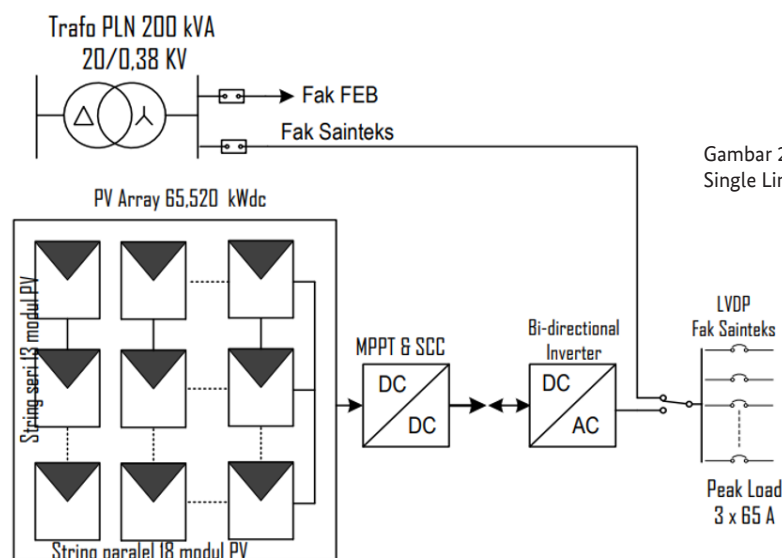 Trafo PLN 200 kVA
20/0,38 KV
Fak FEB
Fak Sainteks
Gambar 2
Single Lin
PV Array 65,520 kWdc
String seri 13 modul PV
MPPT & SCC
DC
DC
Bi-directional
Inverter
DC
AC
LVDP
Fak Sainteks
Peak Load
3 x 65 A
String paralel 18 modul PV